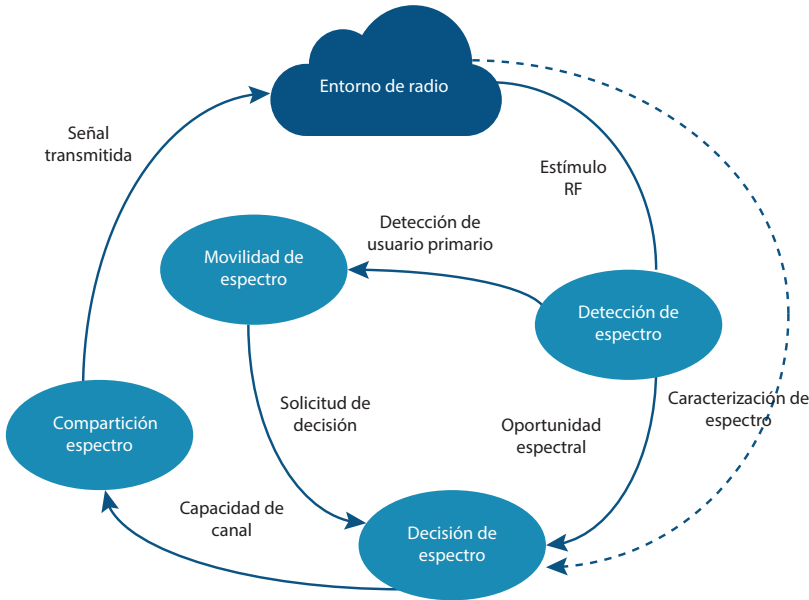 Entorno de radio
Señal
transmitida
Estímulo
RF
Detección de
usuario primario
Movilidad de
espectro
Detección de
espectro
Solicitud de
decisión
Caracterización de
espectro
Compartición
espectro
Oportunidad
espectral
Capacidad de
canal
Decisión de
espectro